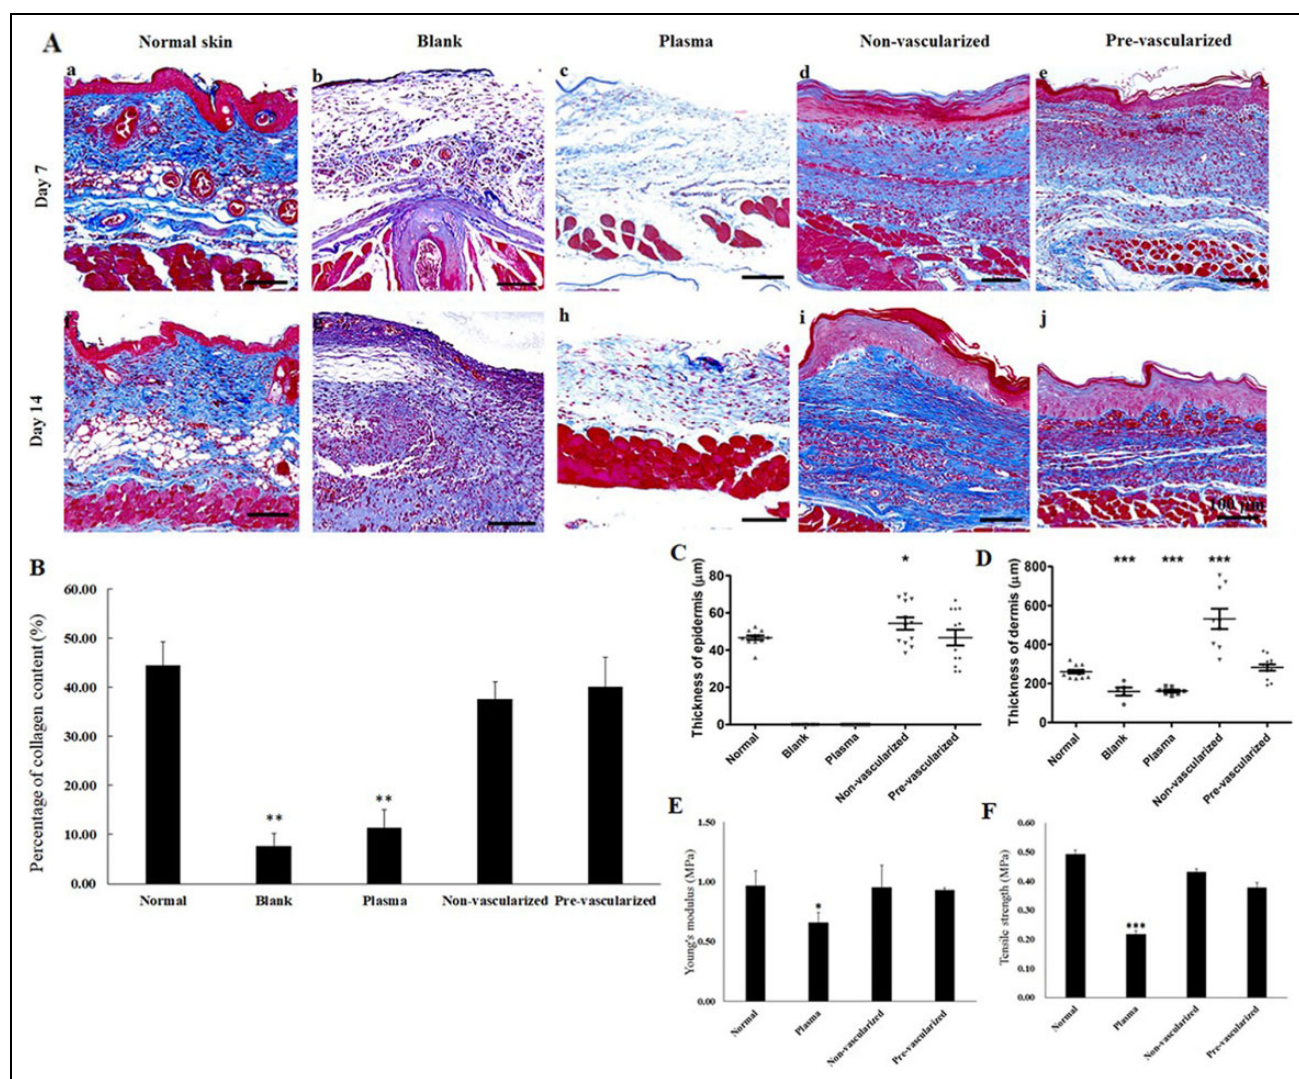 A
Normal skin
Blank
Plasma
Non-vascularized
Pre-vascularized
Day 7
a
b
c
d
e
Day 14
f
g
h
i
j
100 μm
B
Percentage of collagen content (%)
60.00
50.00
40.00
30.00
20.00
10.00
0.00
**
**
Normal
Blank
Plasma
Non-vascularized
Pre-vascularized
C
Thickness of epidermis (μm)
80
60
40
20
0
*
Normal
Blank
Plasma
Non-vascularized
Pre-vascularized
D
Thickness of dermis (μm)
800
600
400
200
0
***
***
***
Normal
Blank
Plasma
Non-vascularized
Pre-vascularized
E
Young's modulus (MPa)
1.50
1.00
0.50
0.00
*
Normal
Plasma
Non-vascularized
Pre-vascularized
F
Tensile strength (MPa)
0.60
0.50
0.40
0.30
0.20
0.10
0.00
***
Normal
Plasma
Non-vascularized
Pre-vascularized